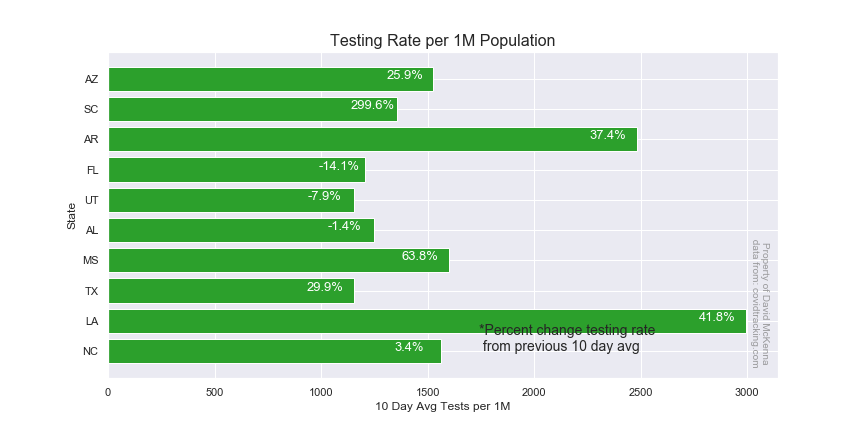 Testing Rate per 1M Population
AZ 25.9%
SC 299.6%
AR 37.4%
FL -14.1%
UT -7.9%
AL -1.4%
MS 63.8%
TX 29.9%
LA 41.8%
NC 3.4%
State
*Percent change testing rate
from previous 10 day avg
Property of David McKenna
data from: covidtracking.com
0 500 1000 1500 2000 2500 3000
10 Day Avg Tests per 1M